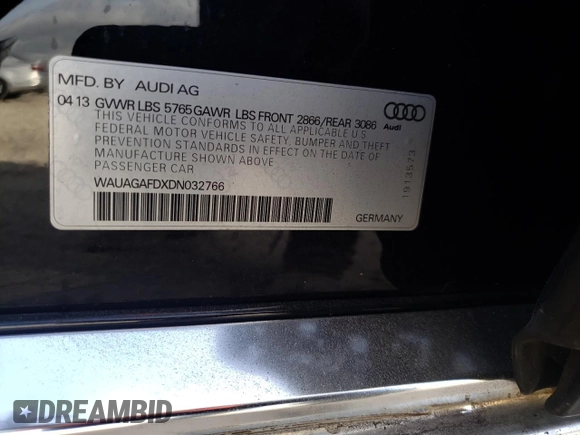 MFD. BY AUDI AG
04 13 GVWR LBS 5765 GAWR LBS FRONT 2866/REAR 3086
Audi
THIS VEHICLE CONFORMS TO ALL APPLICABLE U.S
FEDERAL MOTOR VEHICLE SAFETY, BUMPER AND THEFT
PREVENTION STANDARDS IN EFFECT ON THE DATE OF
MANUFACTURE SHOWN ABOVE
PASSENGER CAR
WAUAGAFDXDN032766
1913573
GERMANY
DREAMBID